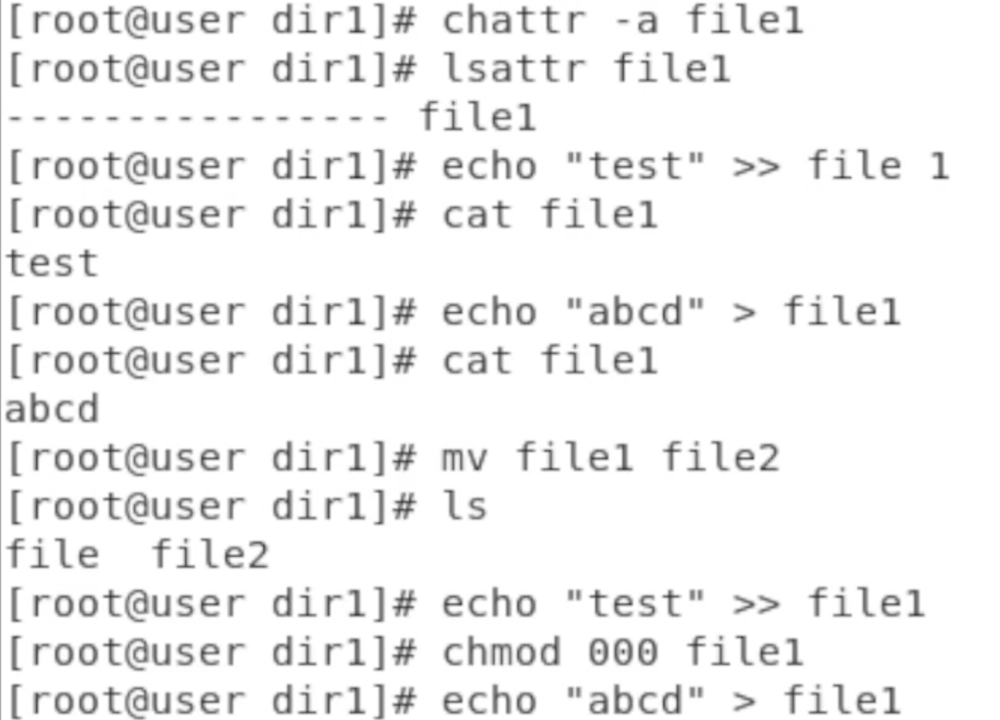 [root@user dir1]# chattr -a file1
[root@user dir1]# lsattr file1
---------------- file1
[root@user dir1]# echo "test" >> file 1
[root@user dir1]# cat file1
test
[root@user dir1]# echo "abcd" > file1
[root@user dir1]# cat file1
abcd
[root@user dir1]# mv file1 file2
[root@user dir1]# ls
file  file2
[root@user dir1]# echo "test" >> file1
[root@user dir1]# chmod 000 file1
[root@user dir1]# echo "abcd" > file1